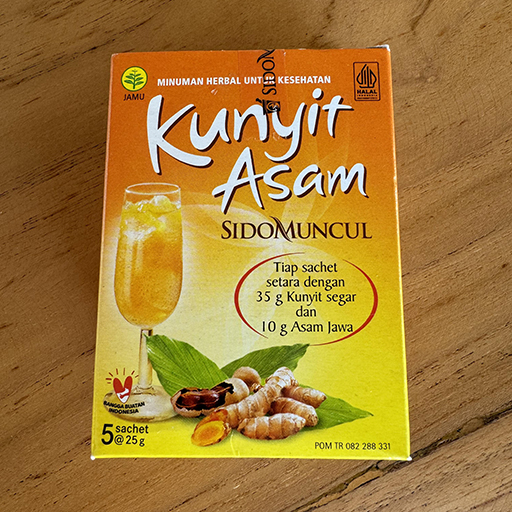 JAMU
MINUMAN HERBAL UNTUK KESEHATAN
HALAL
INDONESIA
Kunyit
Asam
SIDOMUNCUL
Tiap sachet
setara dengan
35 g Kunyit segar
dan
10 g Asam Jawa
BANGGA BUATAN
INDONESIA
5 sachet
@ 25 g
POM TR 082 288 331